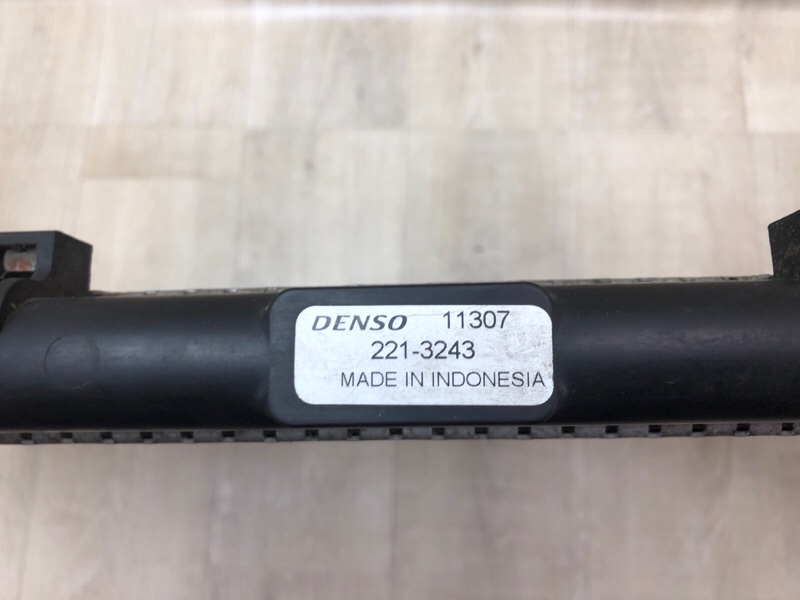 DENSO 11307
221-3243
MADE IN INDONESIA